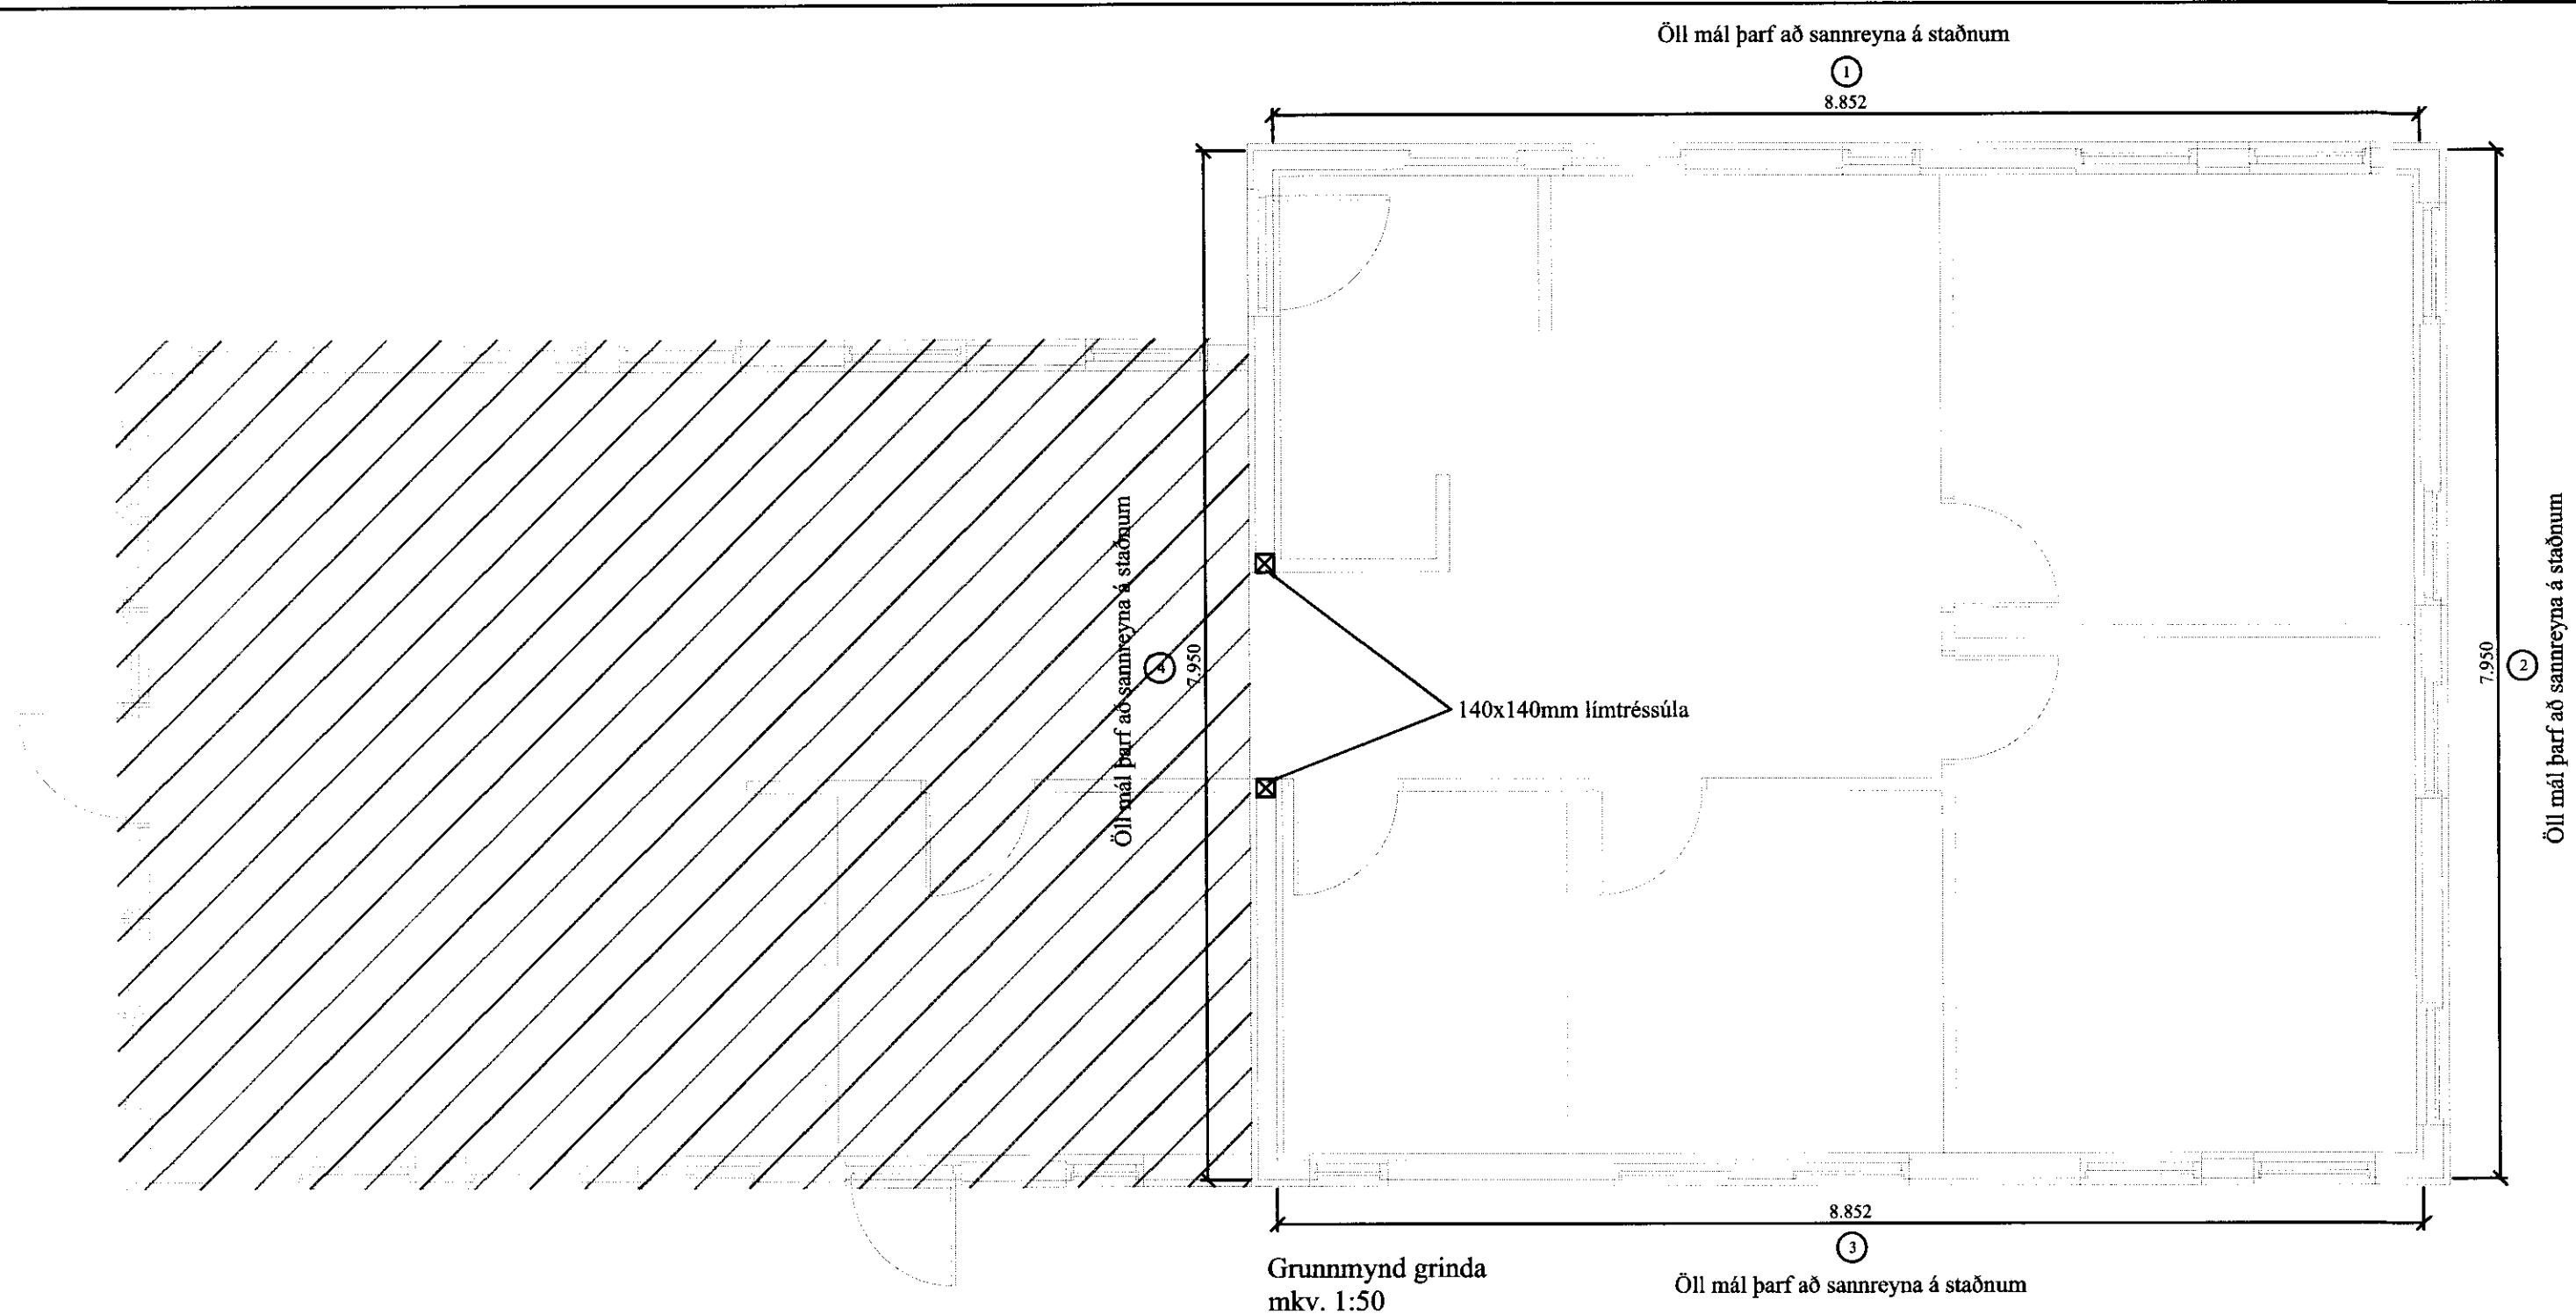 Öll mál þarf að sannreyna á staðnum
1
8.852
Öll mál þarf að sannreyna á staðnum
4
7.950
140x140mm límtréssúla
7.950
2
Öll mál þarf að sannreyna á staðnum
8.852
3
Öll mál þarf að sannreyna á staðnum
Grunnmynd grinda
mkv. 1:50